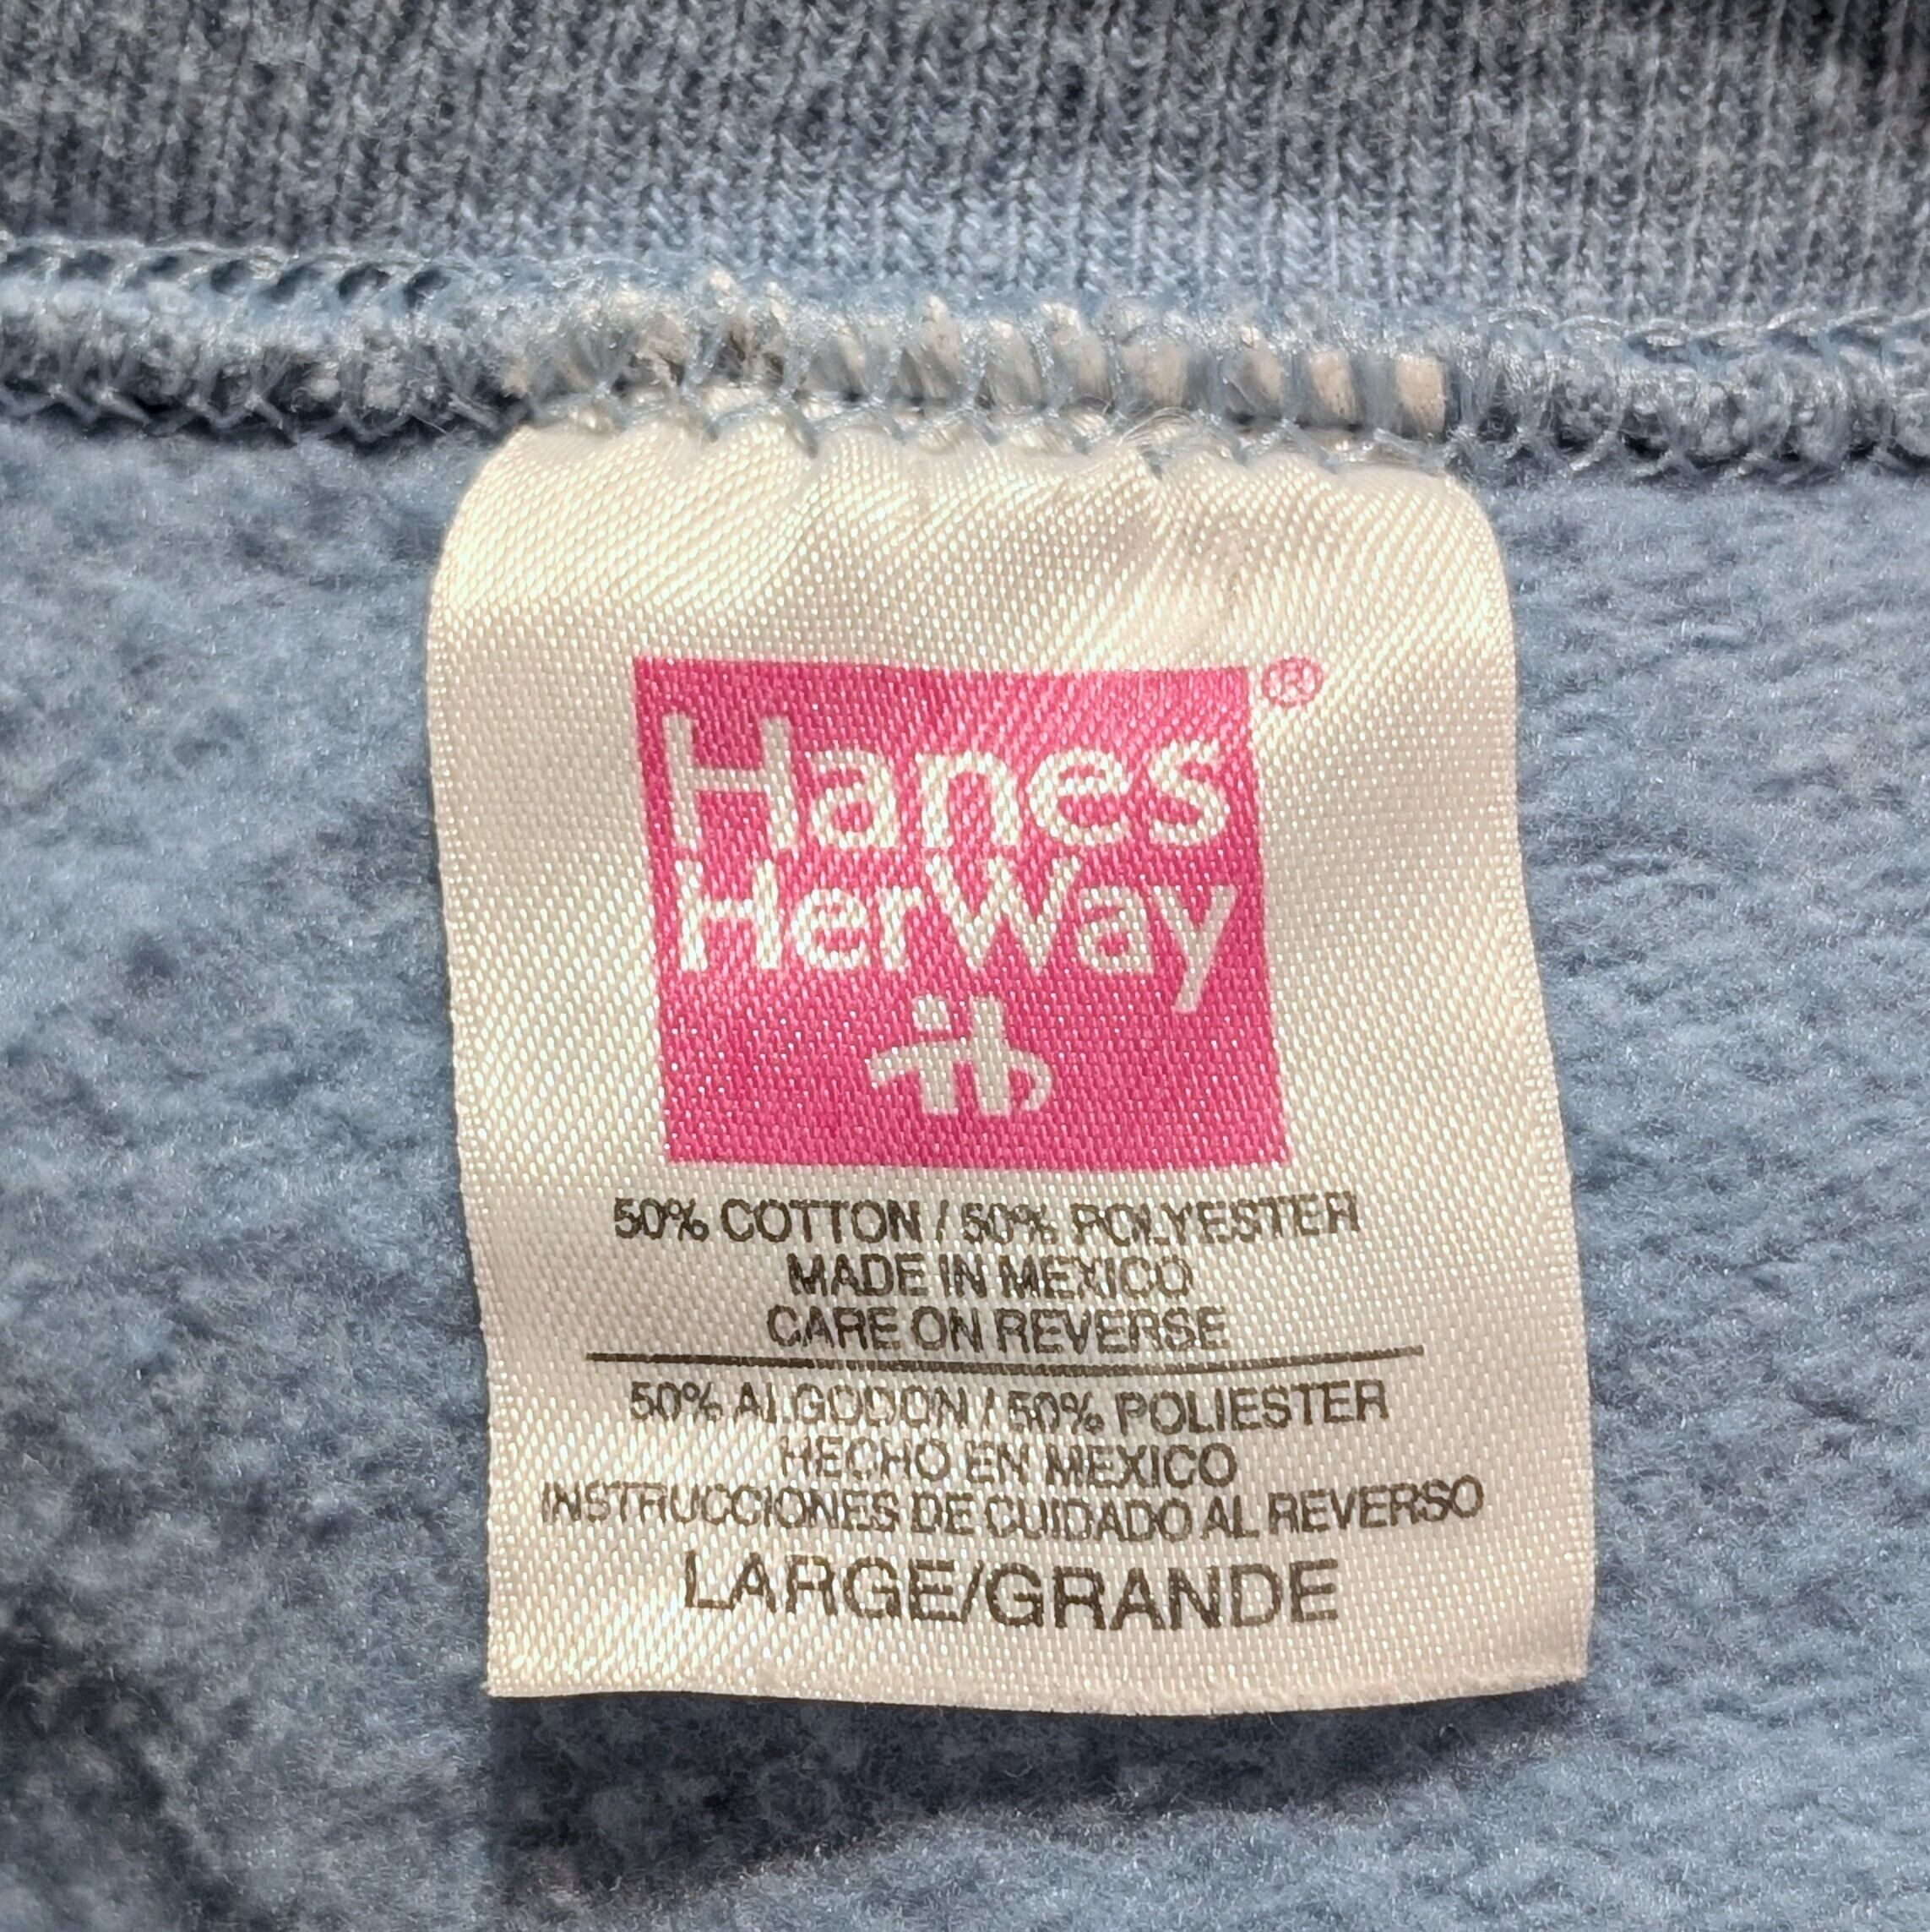 Hanes
HerWay
®
50% COTTON / 50% POLYESTER
MADE IN MEXICO
CARE ON REVERSE
50% ALGODON / 50% POLIESTER
HECHO EN MEXICO
INSTRUCCIONES DE CUIDADO AL REVERSO
LARGE/GRANDE